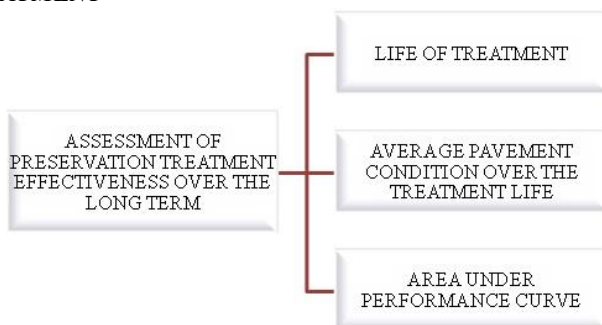 ASSESSMENT OF
PRESERVATION TREATMENT
EFFECTIVENESS OVER THE
LONG TERM
LIFE OF TREATMENT
AVERAGE PAVEMENT
CONDITION OVER THE
TREATMENT LIFE
AREA UNDER
PERFORMANCE CURVE